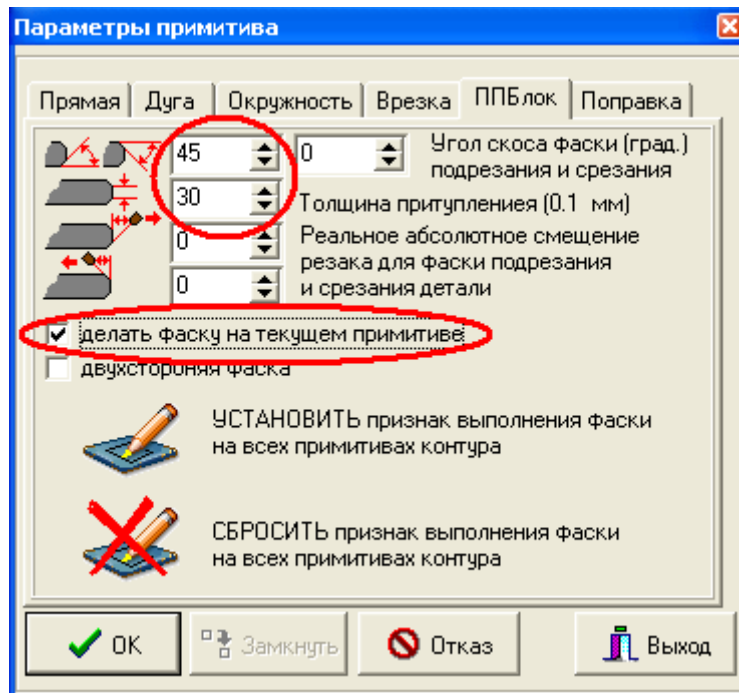 Параметры примитива
Прямая Дуга Окружность Врезка ППБлок Поправка
45 0 Угол скоса фаски (град.)
подрезания и срезания
30 Толщина притуплениея (0.1 мм)
0 Реальное абсолютное смещение
резака для фаски подрезания
0 и срезания детали
делать фаску на текущем примитиве
двухстороняя фаска
УСТАНОВИТЬ признак выполнения фаски
на всех примитивах контура
СБРОСИТЬ признак выполнения фаски
на всех примитивах контура
ОК Замкнуть Отказ Выход